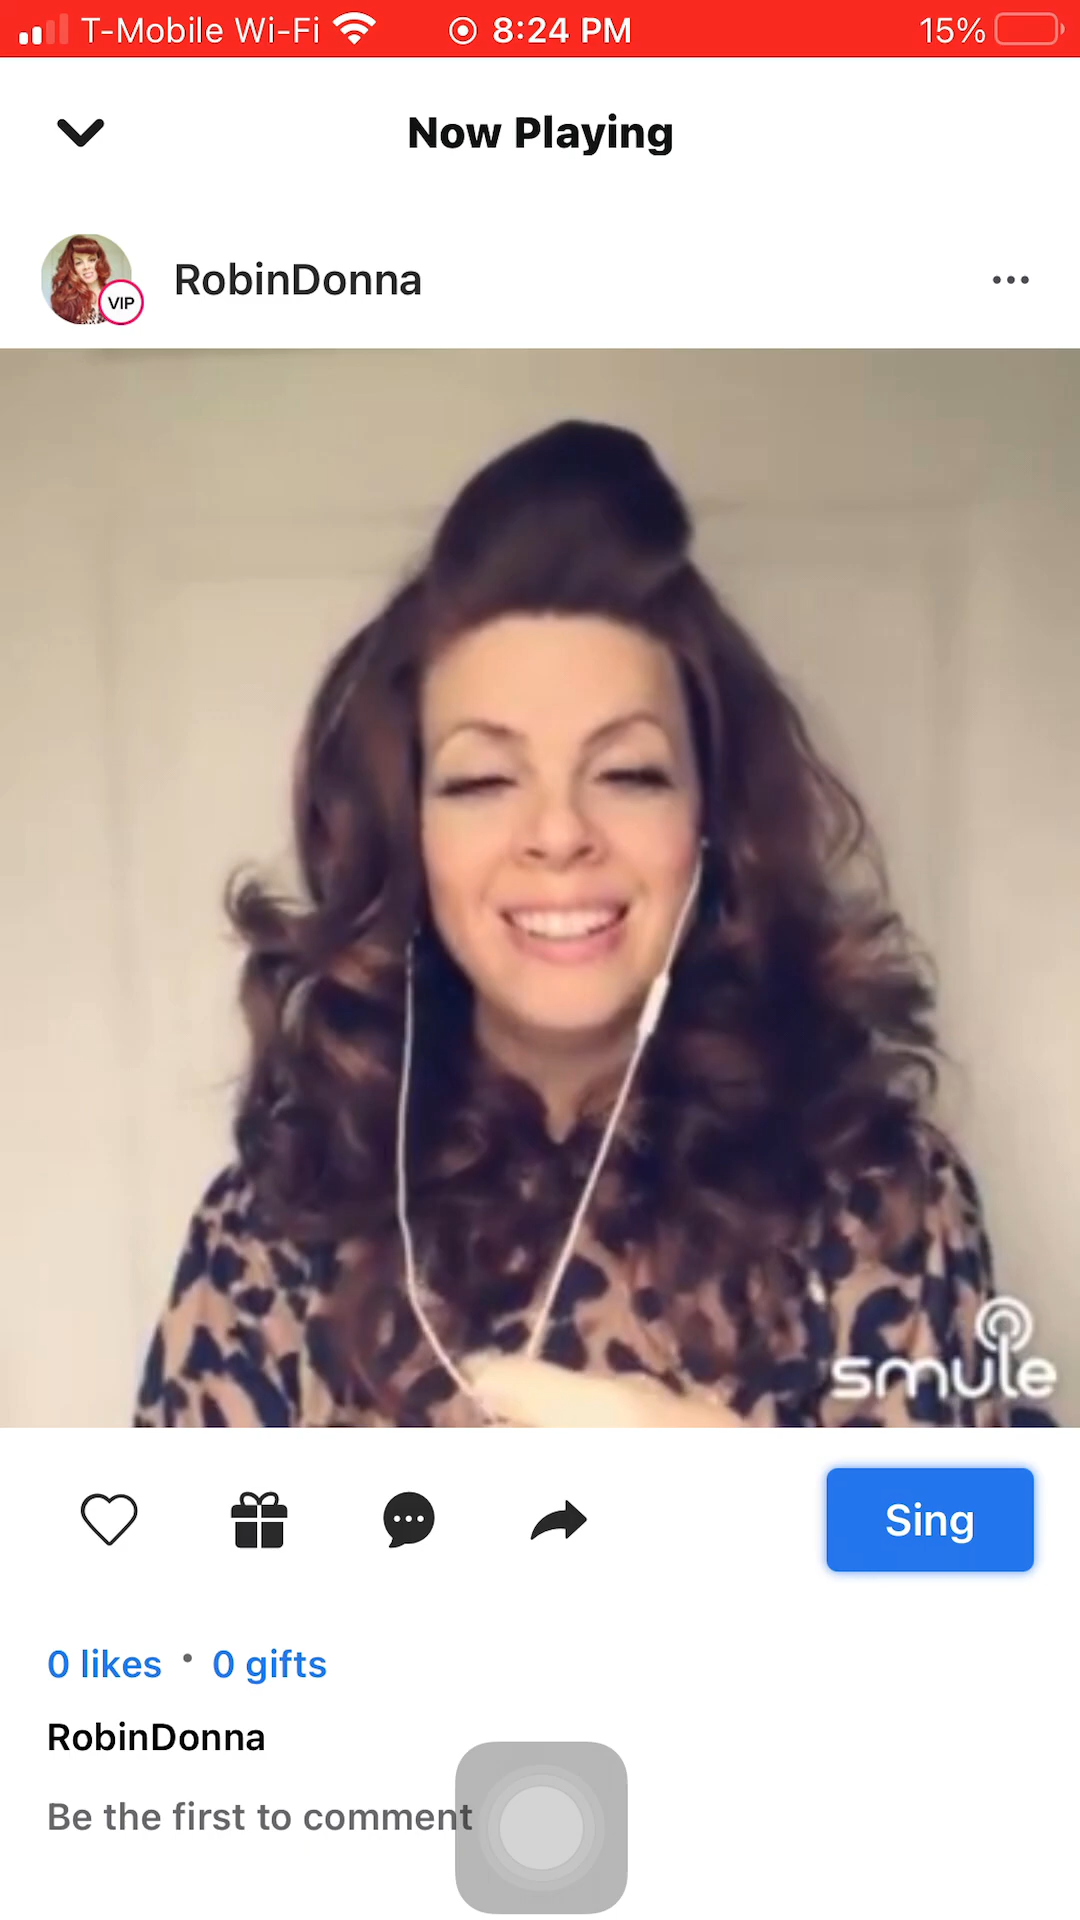 T-Mobile Wi-Fi 8:24 PM 15%
Now Playing
VIP
RobinDonna
smule
Sing
0 likes • 0 gifts
RobinDonna
Be the first to comment